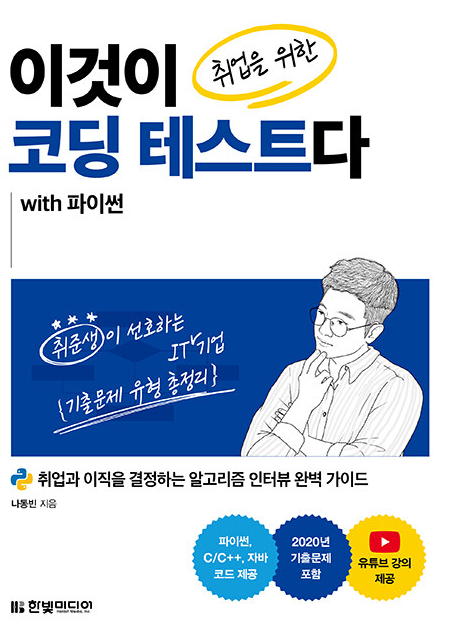 취업을 위한
이것이
코딩 테스트다
with 파이썬
취준생이 선호하는
IT기업
{기출문제 유형 총정리}
취업과 이직을 결정하는 알고리즘 인터뷰 완벽 가이드
나동빈 지음
파이썬,
C/C++, 자바
코드 제공
2020년
기출문제
포함
유튜브 강의
제공
한빛미디어
Hanbit Media, Inc.